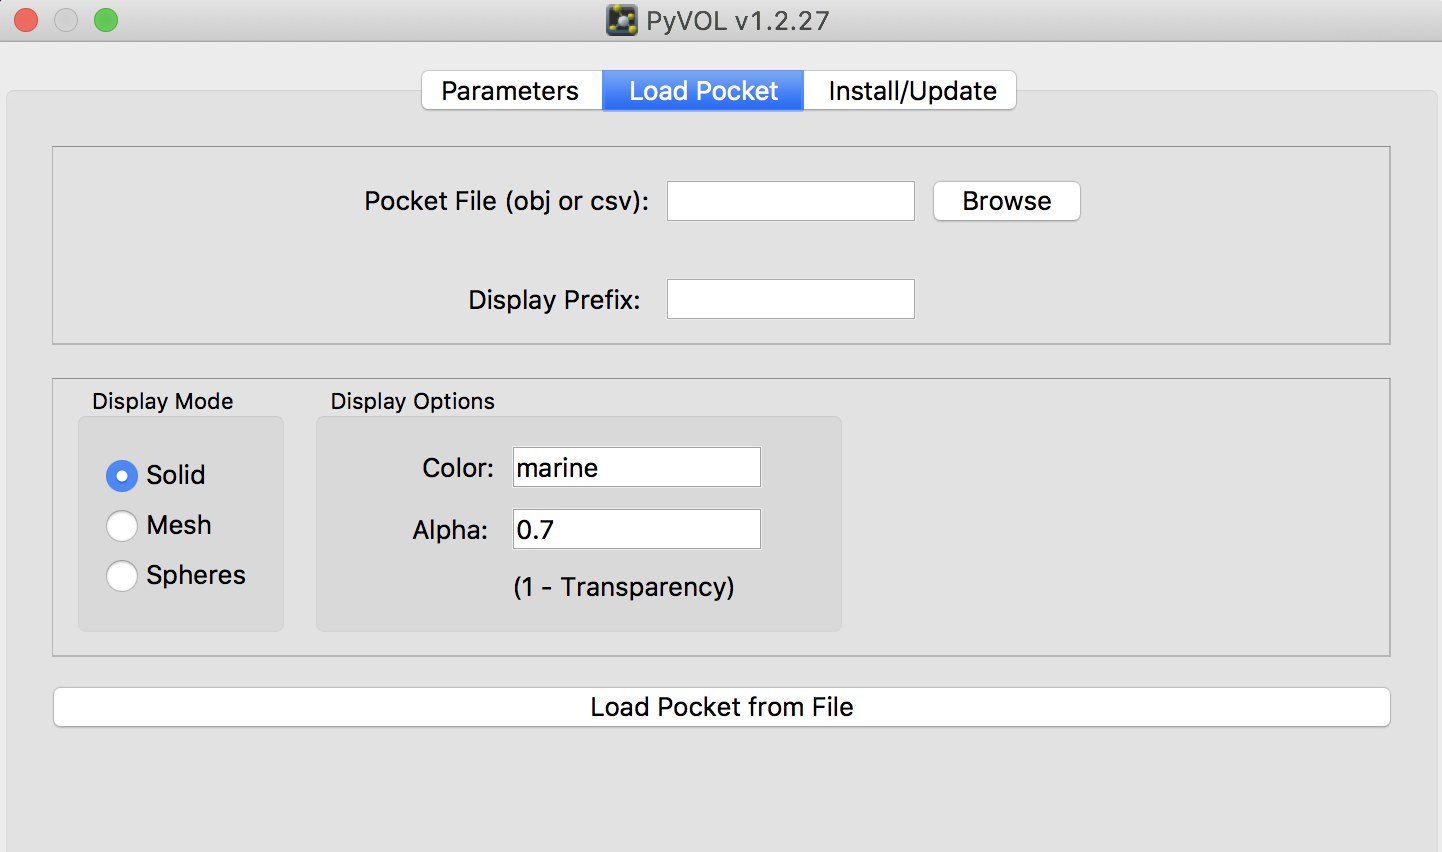 PyVOL v1.2.27
Parameters Load Pocket Install/Update
Pocket File (obj or csv): Browse
Display Prefix:
Display Mode Display Options
Solid
Mesh
Spheres
Color: marine
Alpha: 0.7
(1 - Transparency)
Load Pocket from File